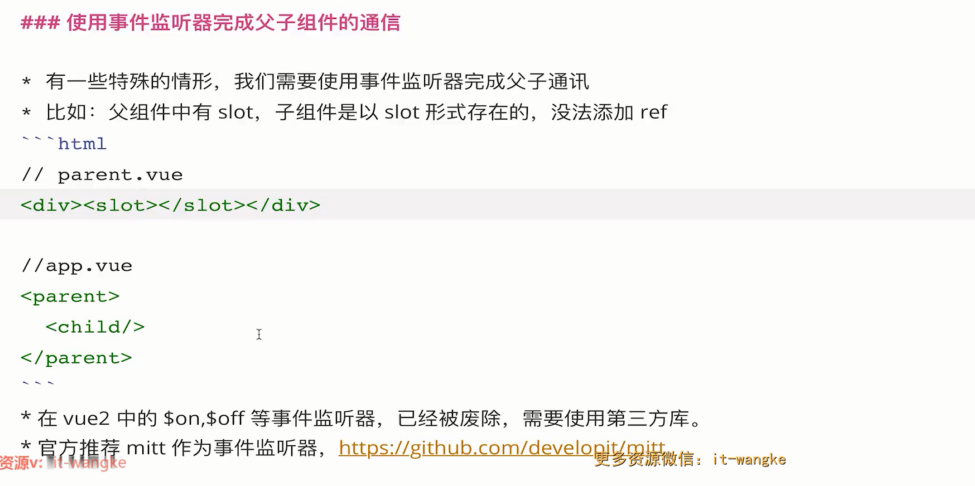 ### 使用事件监听器完成父子组件的通信
* 有一些特殊的情形，我们需要使用事件监听器完成父子通讯
* 比如：父组件中有 slot，子组件是以 slot 形式存在的，没法添加 ref
```html
// parent.vue
<div><slot></slot></div>
//app.vue
<parent>
  <child/>
</parent>
```
* 在 vue2 中的 $on,$off 等事件监听器，已经被废除，需要使用第三方库。
* 官方推荐 mitt 作为事件监听器，https://github.com/developit/mitt
资源v: it-wangke
更多资源微信：it-wangke